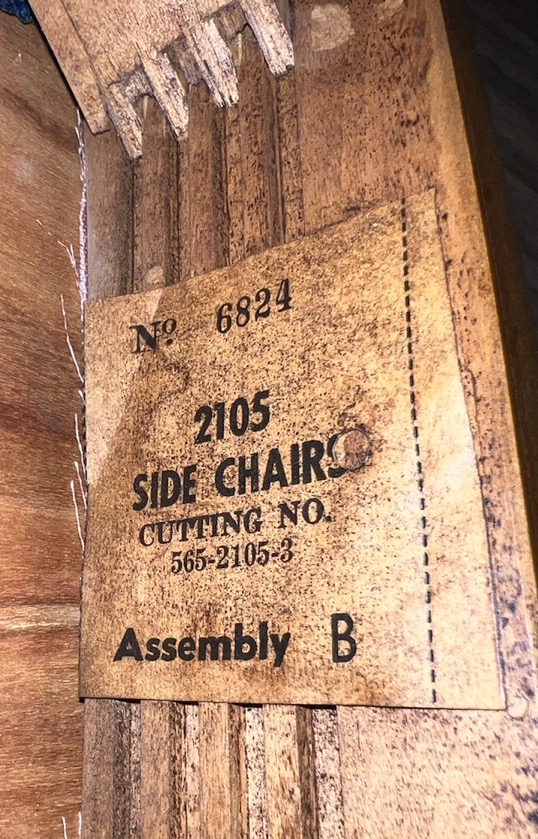 Nº 6824
2105
SIDE CHAIRS
CUTTING NO.
565-2105-3
Assembly B